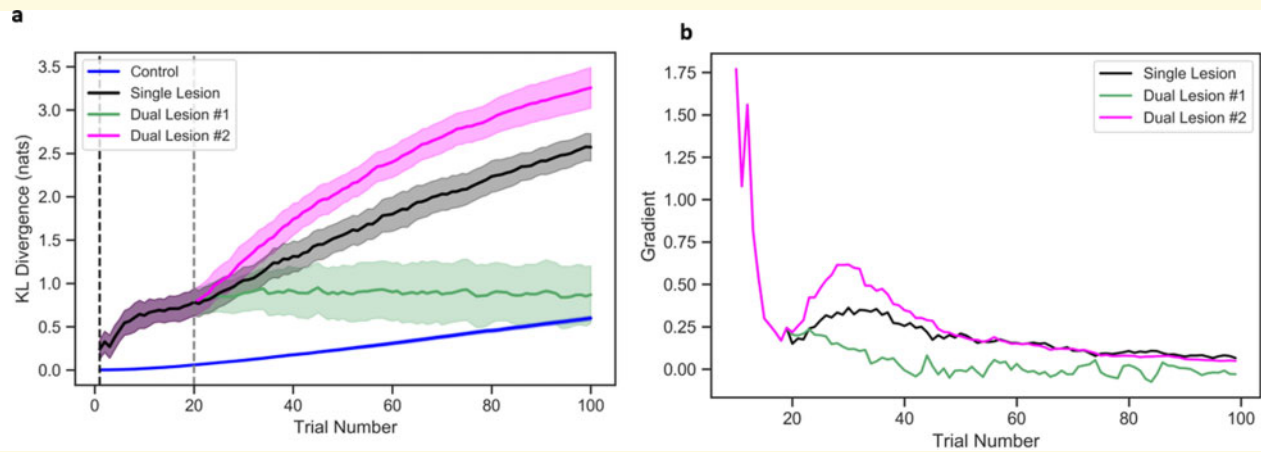 a
KL Divergence (nats)
3.5
3.0
2.5
2.0
1.5
1.0
0.5
0.0
Control
Single Lesion
Dual Lesion #1
Dual Lesion #2
0 20 40 60 80 100
Trial Number
b
Gradient
1.75
1.50
1.25
1.00
0.75
0.50
0.25
0.00
Single Lesion
Dual Lesion #1
Dual Lesion #2
20 40 60 80 100
Trial Number